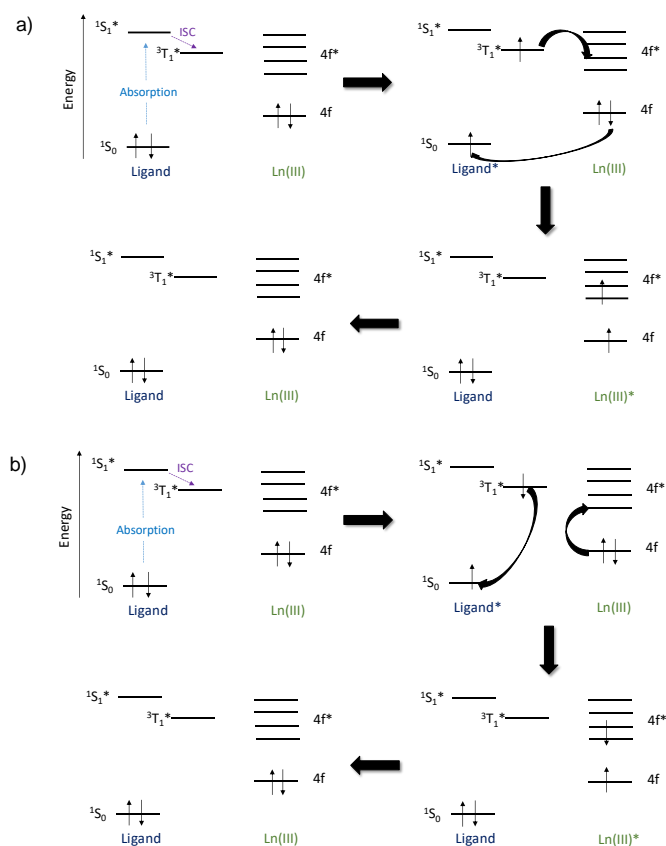 a)
Energy
¹S₁*
ISC
³T₁*
Absorption
¹S₀
Ligand
4f*
4f
Ln(III)
¹S₁*
³T₁*
¹S₀
Ligand*
4f*
4f
Ln(III)
¹S₁*
³T₁*
¹S₀
Ligand
4f*
4f
Ln(III)
¹S₁*
³T₁*
¹S₀
Ligand
4f*
4f
Ln(III)*
b)
Energy
¹S₁*
ISC
³T₁*
Absorption
¹S₀
Ligand
4f*
4f
Ln(III)
¹S₁*
³T₁*
¹S₀
Ligand*
4f*
4f
Ln(III)
¹S₁*
³T₁*
¹S₀
Ligand
4f*
4f
Ln(III)
¹S₁*
³T₁*
¹S₀
Ligand
4f*
4f
Ln(III)*